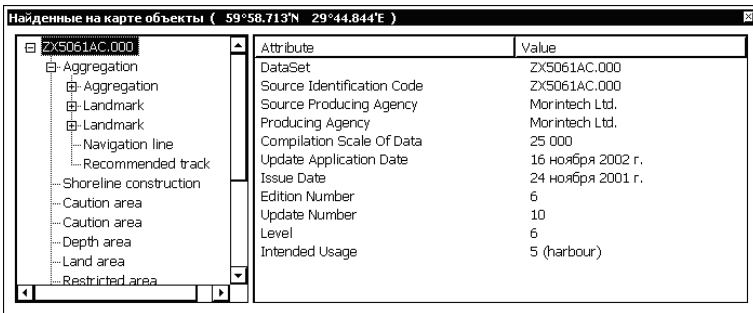 Найденные на карте объекты ( 59°58.713'N 29°44.844'E )
ZX5061AC.000
Aggregation
Aggregation
Landmark
Landmark
Navigation line
Recommended track
Shoreline construction
Caution area
Caution area
Depth area
Land area
Restricted area
Attribute Value
DataSet ZX5061AC.000
Source Identification Code ZX5061AC.000
Source Producing Agency Morintech Ltd.
Producing Agency Morintech Ltd.
Compilation Scale Of Data 25 000
Update Application Date 16 ноября 2002 г.
Issue Date 24 ноября 2001 г.
Edition Number 6
Update Number 10
Level 6
Intended Usage 5 (harbour)